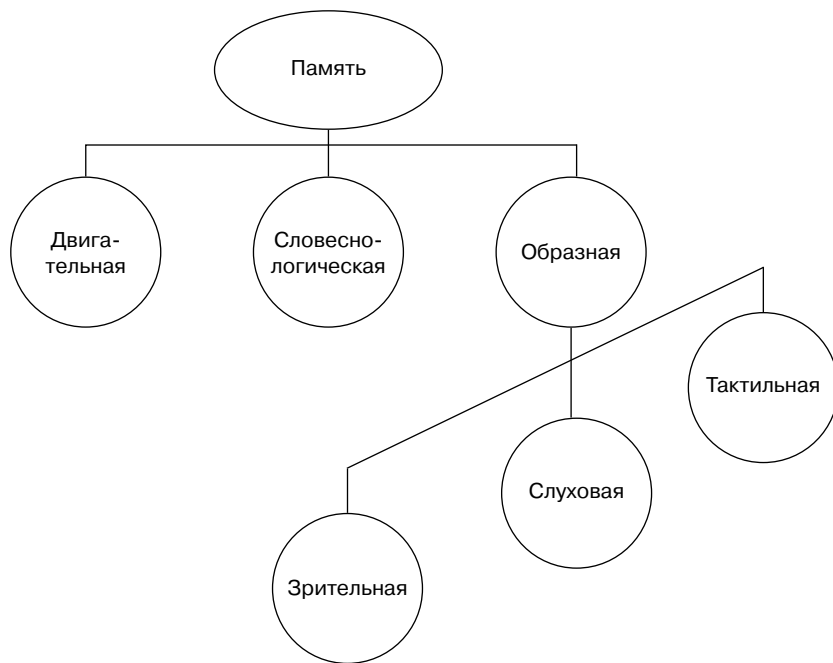 Память
Двига-
тельная
Словесно-
логическая
Образная
Тактильная
Слуховая
Зрительная